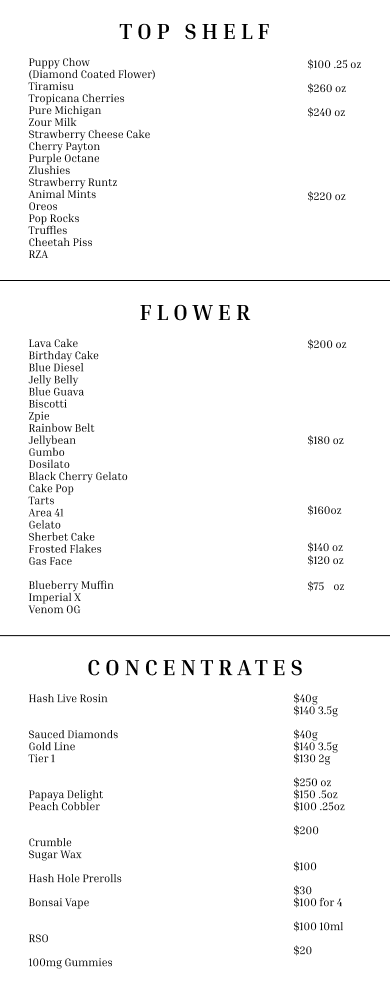 TOP SHELF
Puppy Chow $100 .25 oz
(Diamond Coated Flower)
Tiramisu $260 oz
Tropicana Cherries
Pure Michigan $240 oz
Zour Milk
Strawberry Cheese Cake
Cherry Payton
Purple Octane
Zlushies
Strawberry Runtz
Animal Mints $220 oz
Oreos
Pop Rocks
Truffles
Cheetah Piss
RZA
FLOWER
Lava Cake $200 oz
Birthday Cake
Blue Diesel
Jelly Belly
Blue Guava
Biscotti
Zpie
Rainbow Belt
Jellybean $180 oz
Gumbo
Dosilato
Black Cherry Gelato
Cake Pop
Tarts
Area 41 $160oz
Gelato
Sherbet Cake
Frosted Flakes $140 oz
Gas Face $120 oz
Blueberry Muffin $75 oz
Imperial X
Venom OG
CONCENTRATES
Hash Live Rosin $40g
$140 3.5g
Sauced Diamonds $40g
Gold Line $140 3.5g
Tier 1 $130 2g
$250 oz
Papaya Delight $150 .5oz
Peach Cobbler $100 .25oz
$200
Crumble
Sugar Wax
$100
Hash Hole Prerolls
$30
Bonsai Vape $100 for 4
$100 10ml
RSO
$20
100mg Gummies